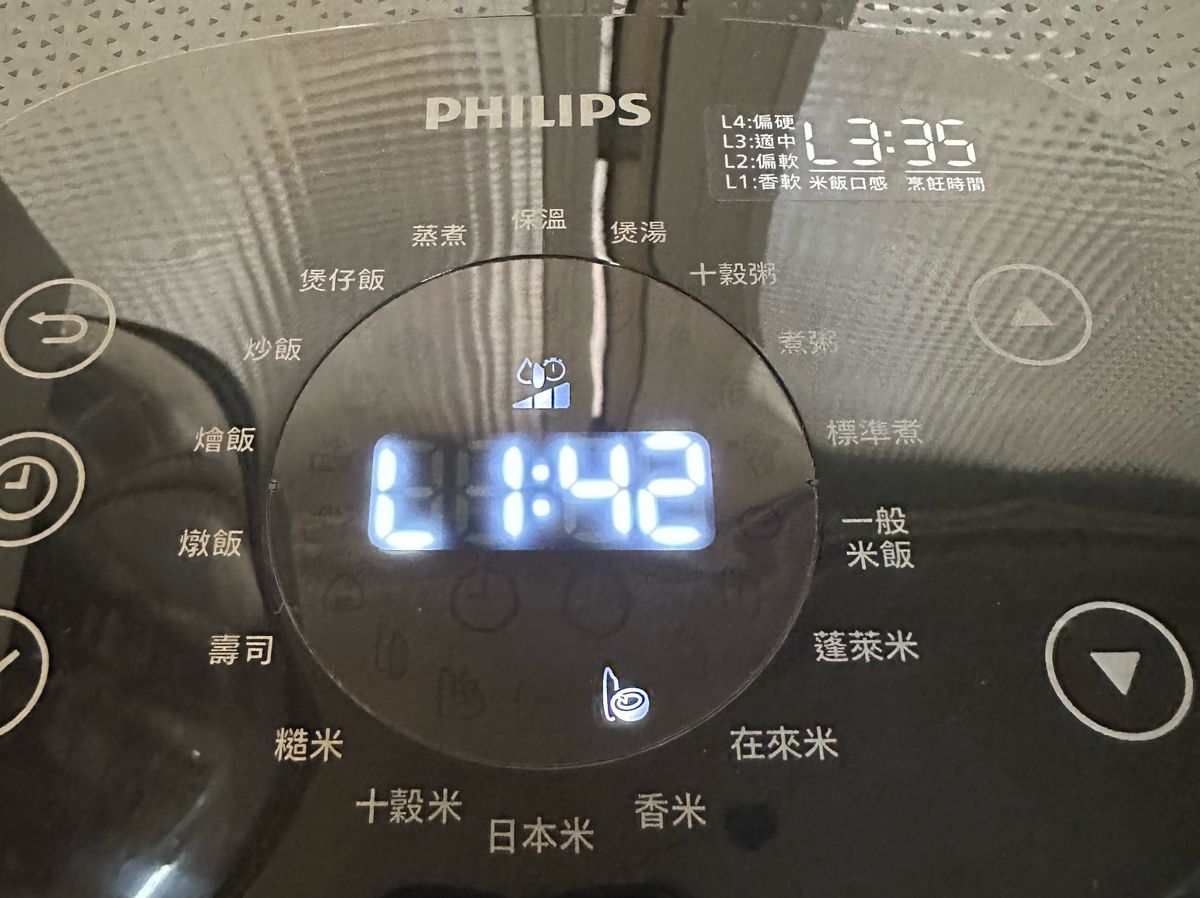 PHILIPS
L4:偏硬
L3:適中
L2:偏軟
L1:香軟
L3:35
米飯口感 烹飪時間
保溫
蒸煮
煲湯
煲仔飯
十穀粥
炒飯
煮粥
燴飯
標準煮
L1:42
燉飯
一般
米飯
壽司
蓬萊米
糙米
在來米
十穀米
香米
日本米